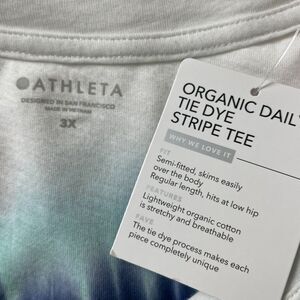 ATHLETA
DESIGNED IN SAN FRANCISCO
MADE IN VIETNAM
3X
ORGANIC DAIL
TIE DYE
STRIPE TEE
WHY WE LOVE IT
FIT
Semi-fitted, skims easily
over the body
Regular length, hits at low hip
FEATURES
Lightweight organic cotton
is stretchy and breathable
FAVE
The tie dye process makes each
piece completely unique